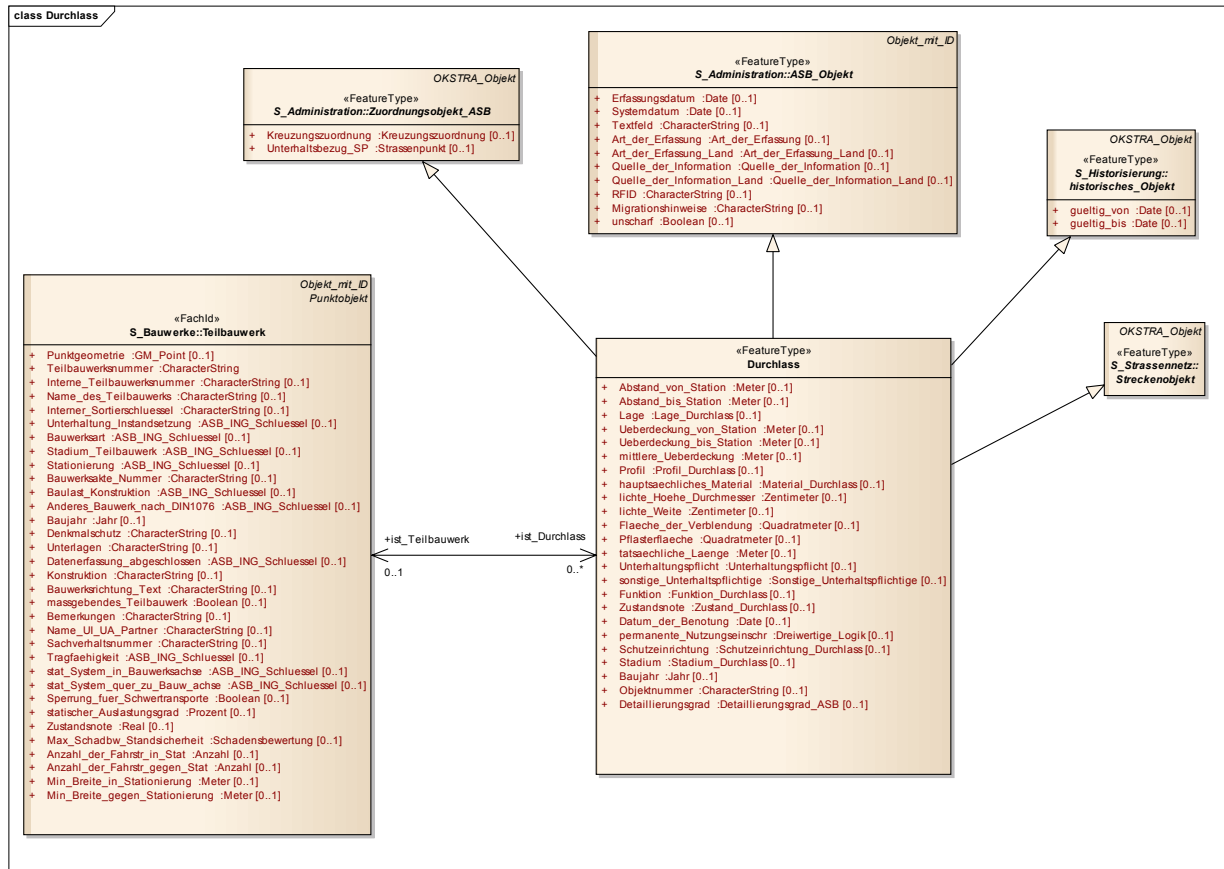 class Durchlass
OKSTRA_Objekt
«FeatureType»
S_Administration::Zuordnungsobjekt_ASB
+ Kreuzungszuordnung :Kreuzungszuordnung [0..1]
+ Unterhaltsbezug_SP :Strassenpunkt [0..1]
Objekt_mit_ID
«FeatureType»
S_Administration::ASB_Objekt
+ Erfassungsdatum :Date [0..1]
+ Systemdatum :Date [0..1]
+ Textfeld :CharacterString [0..1]
+ Art_der_Erfassung :Art_der_Erfassung [0..1]
+ Art_der_Erfassung_Land :Art_der_Erfassung_Land [0..1]
+ Quelle_der_Information :Quelle_der_Information [0..1]
+ Quelle_der_Information_Land :Quelle_der_Information_Land [0..1]
+ RFID :CharacterString [0..1]
+ Migrationshinweise :CharacterString [0..1]
+ unscharf :Boolean [0..1]
OKSTRA_Objekt
«FeatureType»
S_Historisierung::
historisches_Objekt
+ gueltig_von :Date [0..1]
+ gueltig_bis :Date [0..1]
OKSTRA_Objekt
«FeatureType»
S_Strassennetz::
Streckenobjekt
Objekt_mit_ID
Punktobjekt
«FachId»
S_Bauwerke::Teilbauwerk
+ Punktgeometrie :GM_Point [0..1]
+ Teilbauwerksnummer :CharacterString
+ Interne_Teilbauwerksnummer :CharacterString [0..1]
+ Name_des_Teilbauwerks :CharacterString [0..1]
+ Interner_Sortierschluessel :CharacterString [0..1]
+ Unterhaltung_Instandsetzung :ASB_ING_Schluessel [0..1]
+ Bauwerksart :ASB_ING_Schluessel [0..1]
+ Stadium_Teilbauwerk :ASB_ING_Schluessel [0..1]
+ Stationierung :ASB_ING_Schluessel [0..1]
+ Bauwerksakte_Nummer :CharacterString [0..1]
+ Baulast_Konstruktion :ASB_ING_Schluessel [0..1]
+ Anderes_Bauwerk_nach_DIN1076 :ASB_ING_Schluessel [0..1]
+ Baujahr :Jahr [0..1]
+ Denkmalschutz :CharacterString [0..1]
+ Unterlagen :CharacterString [0..1]
+ Datenerfassung_abgeschlossen :ASB_ING_Schluessel [0..1]
+ Konstruktion :CharacterString [0..1]
+ Bauwerksrichtung_Text :CharacterString [0..1]
+ massgebendes_Teilbauwerk :Boolean [0..1]
+ Bemerkungen :CharacterString [0..1]
+ Name_UI_UA_Partner :CharacterString [0..1]
+ Sachverhaltsnummer :CharacterString [0..1]
+ Tragfaehigkeit :ASB_ING_Schluessel [0..1]
+ stat_System_in_Bauwerksachse :ASB_ING_Schluessel [0..1]
+ stat_System_quer_zu_Bauw_achse :ASB_ING_Schluessel [0..1]
+ Sperrung_fuer_Schwertransporte :Boolean [0..1]
+ statischer_Auslastungsgrad :Prozent [0..1]
+ Zustandsnote :Real [0..1]
+ Max_Schadbw_Standsicherheit :Schadensbewertung [0..1]
+ Anzahl_der_Fahrstr_in_Stat :Anzahl [0..1]
+ Anzahl_der_Fahrstr_gegen_Stat :Anzahl [0..1]
+ Min_Breite_in_Stationierung :Meter [0..1]
+ Min_Breite_gegen_Stationierung :Meter [0..1]
+ist_Teilbauwerk
0..1
+ist_Durchlass
0..*
«FeatureType»
Durchlass
+ Abstand_von_Station :Meter [0..1]
+ Abstand_bis_Station :Meter [0..1]
+ Lage :Lage_Durchlass [0..1]
+ Ueberdeckung_von_Station :Meter [0..1]
+ Ueberdeckung_bis_Station :Meter [0..1]
+ mittlere_Ueberdeckung :Meter [0..1]
+ Profil :Profil_Durchlass [0..1]
+ hauptsaechliches_Material :Material_Durchlass [0..1]
+ lichte_Hoehe_Durchmesser :Zentimeter [0..1]
+ lichte_Weite :Zentimeter [0..1]
+ Flaeche_der_Verblendung :Quadratmeter [0..1]
+ Pflasterflaeche :Quadratmeter [0..1]
+ tatsaechliche_Laenge :Meter [0..1]
+ Unterhaltungspflicht :Unterhaltungspflicht [0..1]
+ sonstige_Unterhaltspflichtige :Sonstige_Unterhaltspflichtige [0..1]
+ Funktion :Funktion_Durchlass [0..1]
+ Zustandsnote :Zustand_Durchlass [0..1]
+ Datum_der_Benotung :Date [0..1]
+ permanente_Nutzungseinschr :Dreiwertige_Logik [0..1]
+ Schutzeinrichtung :Schutzeinrichtung_Durchlass [0..1]
+ Stadium :Stadium_Durchlass [0..1]
+ Baujahr :Jahr [0..1]
+ Objektnummer :CharacterString [0..1]
+ Detaillierungsgrad :Detaillierungsgrad_ASB [0..1]